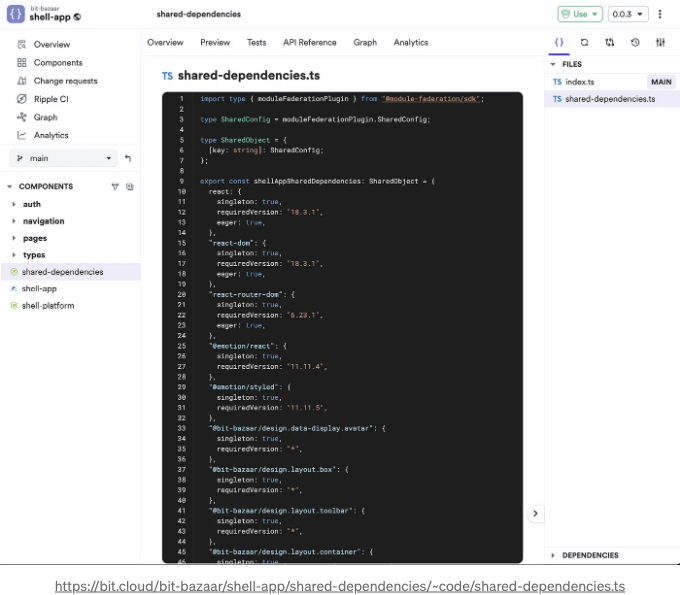 bit-bazaar
shell-app
shared-dependencies
Use
0.0.3
Overview
Components
Change requests
Ripple CI
Graph
Analytics
main
COMPONENTS
auth
navigation
pages
types
shared-dependencies
shell-app
shell-platform
Overview Preview Tests API Reference Graph Analytics
TS shared-dependencies.ts
1 import type { moduleFederationPlugin } from "@module-federation/sdk";
2
3 type SharedConfig = moduleFederationPlugin.SharedConfig;
4
5 type SharedObject = {
6 [key: string]: SharedConfig;
7 };
8
9 export const shellAppSharedDependencies: SharedObject = {
10 react: {
11 singleton: true,
12 requiredVersion: "18.3.1",
13 eager: true,
14 },
15 "react-dom": {
16 singleton: true,
17 requiredVersion: "18.3.1",
18 eager: true,
19 },
20 "react-router-dom": {
21 singleton: true,
22 requiredVersion: "6.23.1",
23 eager: true,
24 },
25 "@emotion/react": {
26 singleton: true,
27 requiredVersion: "11.11.4",
28 },
29 "@emotion/styled": {
30 singleton: true,
31 requiredVersion: "11.11.5",
32 },
33 "@bit-bazaar/design.data-display.avatar": {
34 singleton: true,
35 requiredVersion: "*",
36 },
37 "@bit-bazaar/design.layout.box": {
38 singleton: true,
39 requiredVersion: "*",
40 },
41 "@bit-bazaar/design.layout.toolbar": {
42 singleton: true,
43 requiredVersion: "*",
44 },
45 "@bit-bazaar/design.layout.container": {
46 singleton: true,
FILES
TS index.ts MAIN
TS shared-dependencies.ts
DEPENDENCIES
https://bit.cloud/bit-bazaar/shell-app/shared-dependencies/~code/shared-dependencies.ts